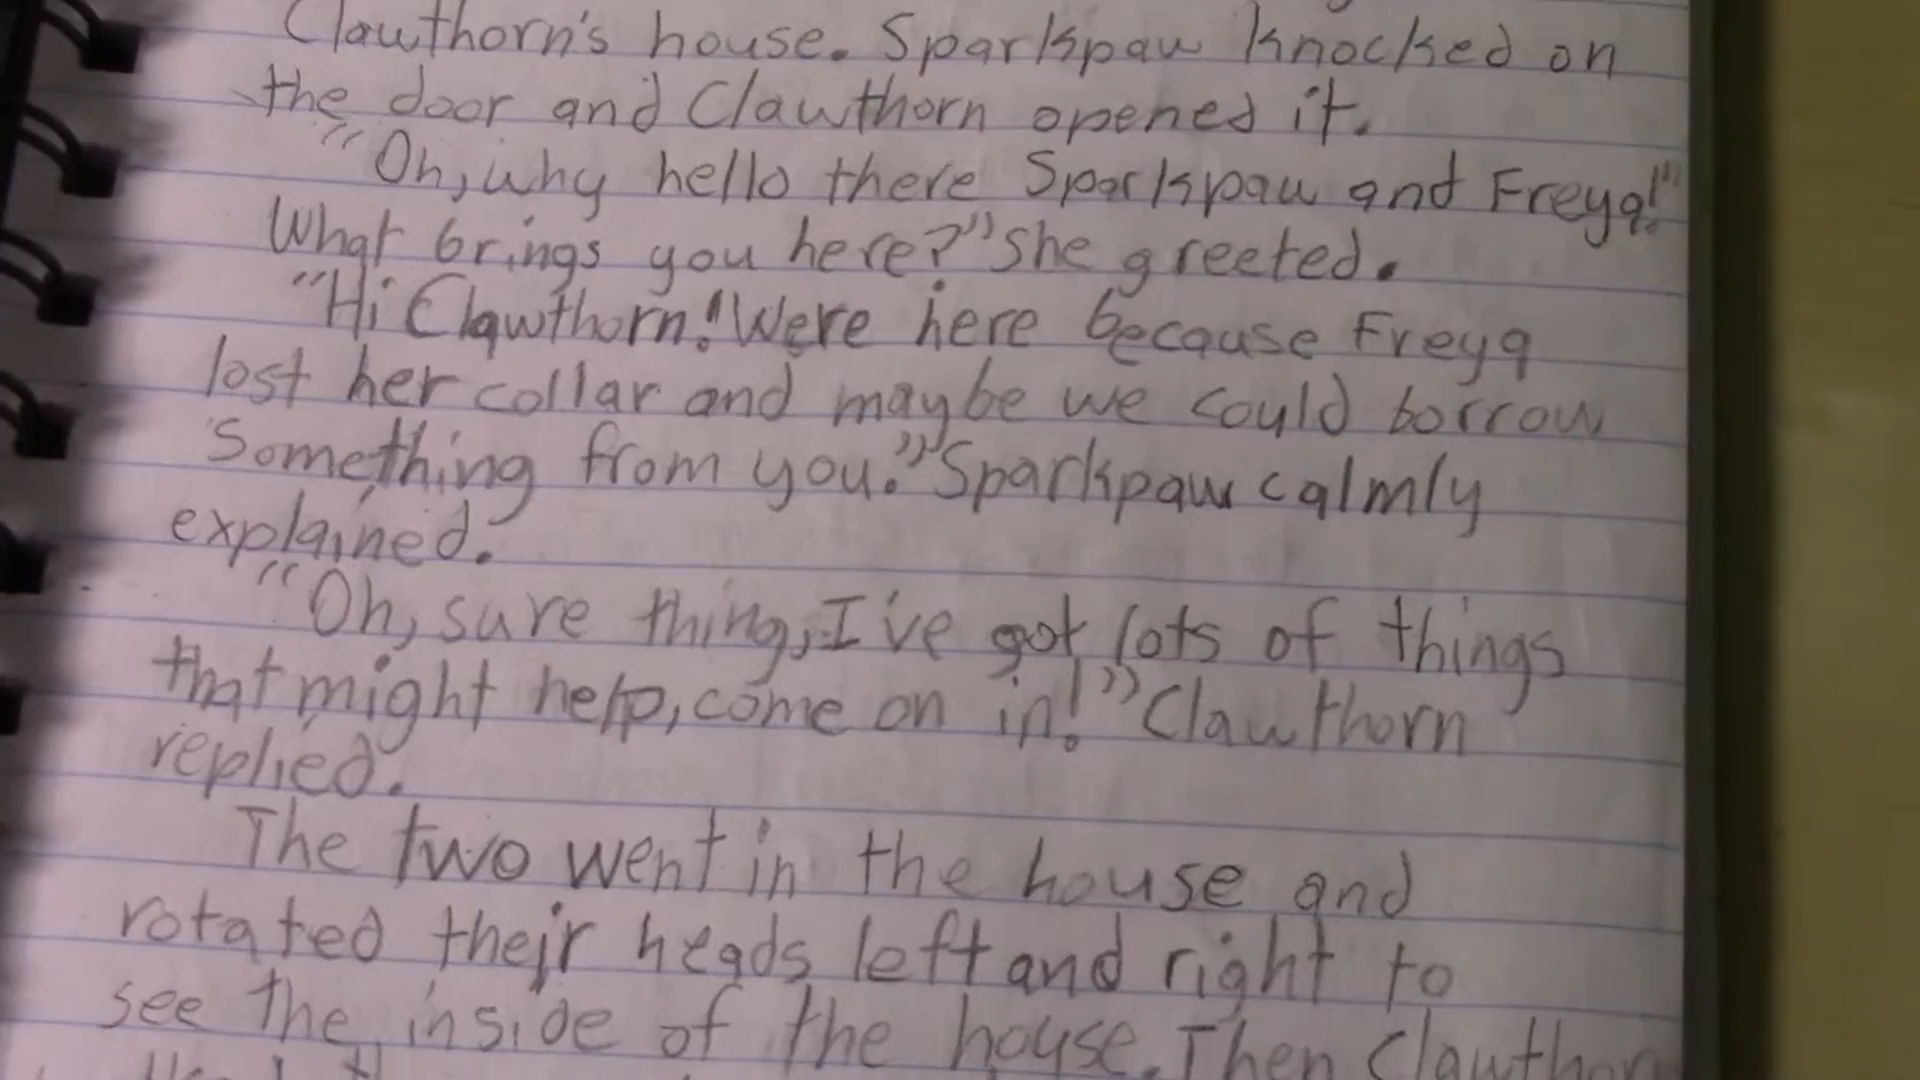 Clawthorn's house. Sparkpaw knocked on
the door and Clawthorn opened it.
"Oh, why hello there Sparkpaw and Freya!"
What brings you here?" She greeted.
"Hi Clawthorn!"Were here because Freya
lost her collar and maybe we could borrow
Something from you." Sparkpaw calmly
explained.
"Oh, sure thing, I've got lots of things
that might help, come on in!" Clawthorn
replied.
The two went in the house and
rotated their heads left and right to
see the inside of the house. Then Clawthorn